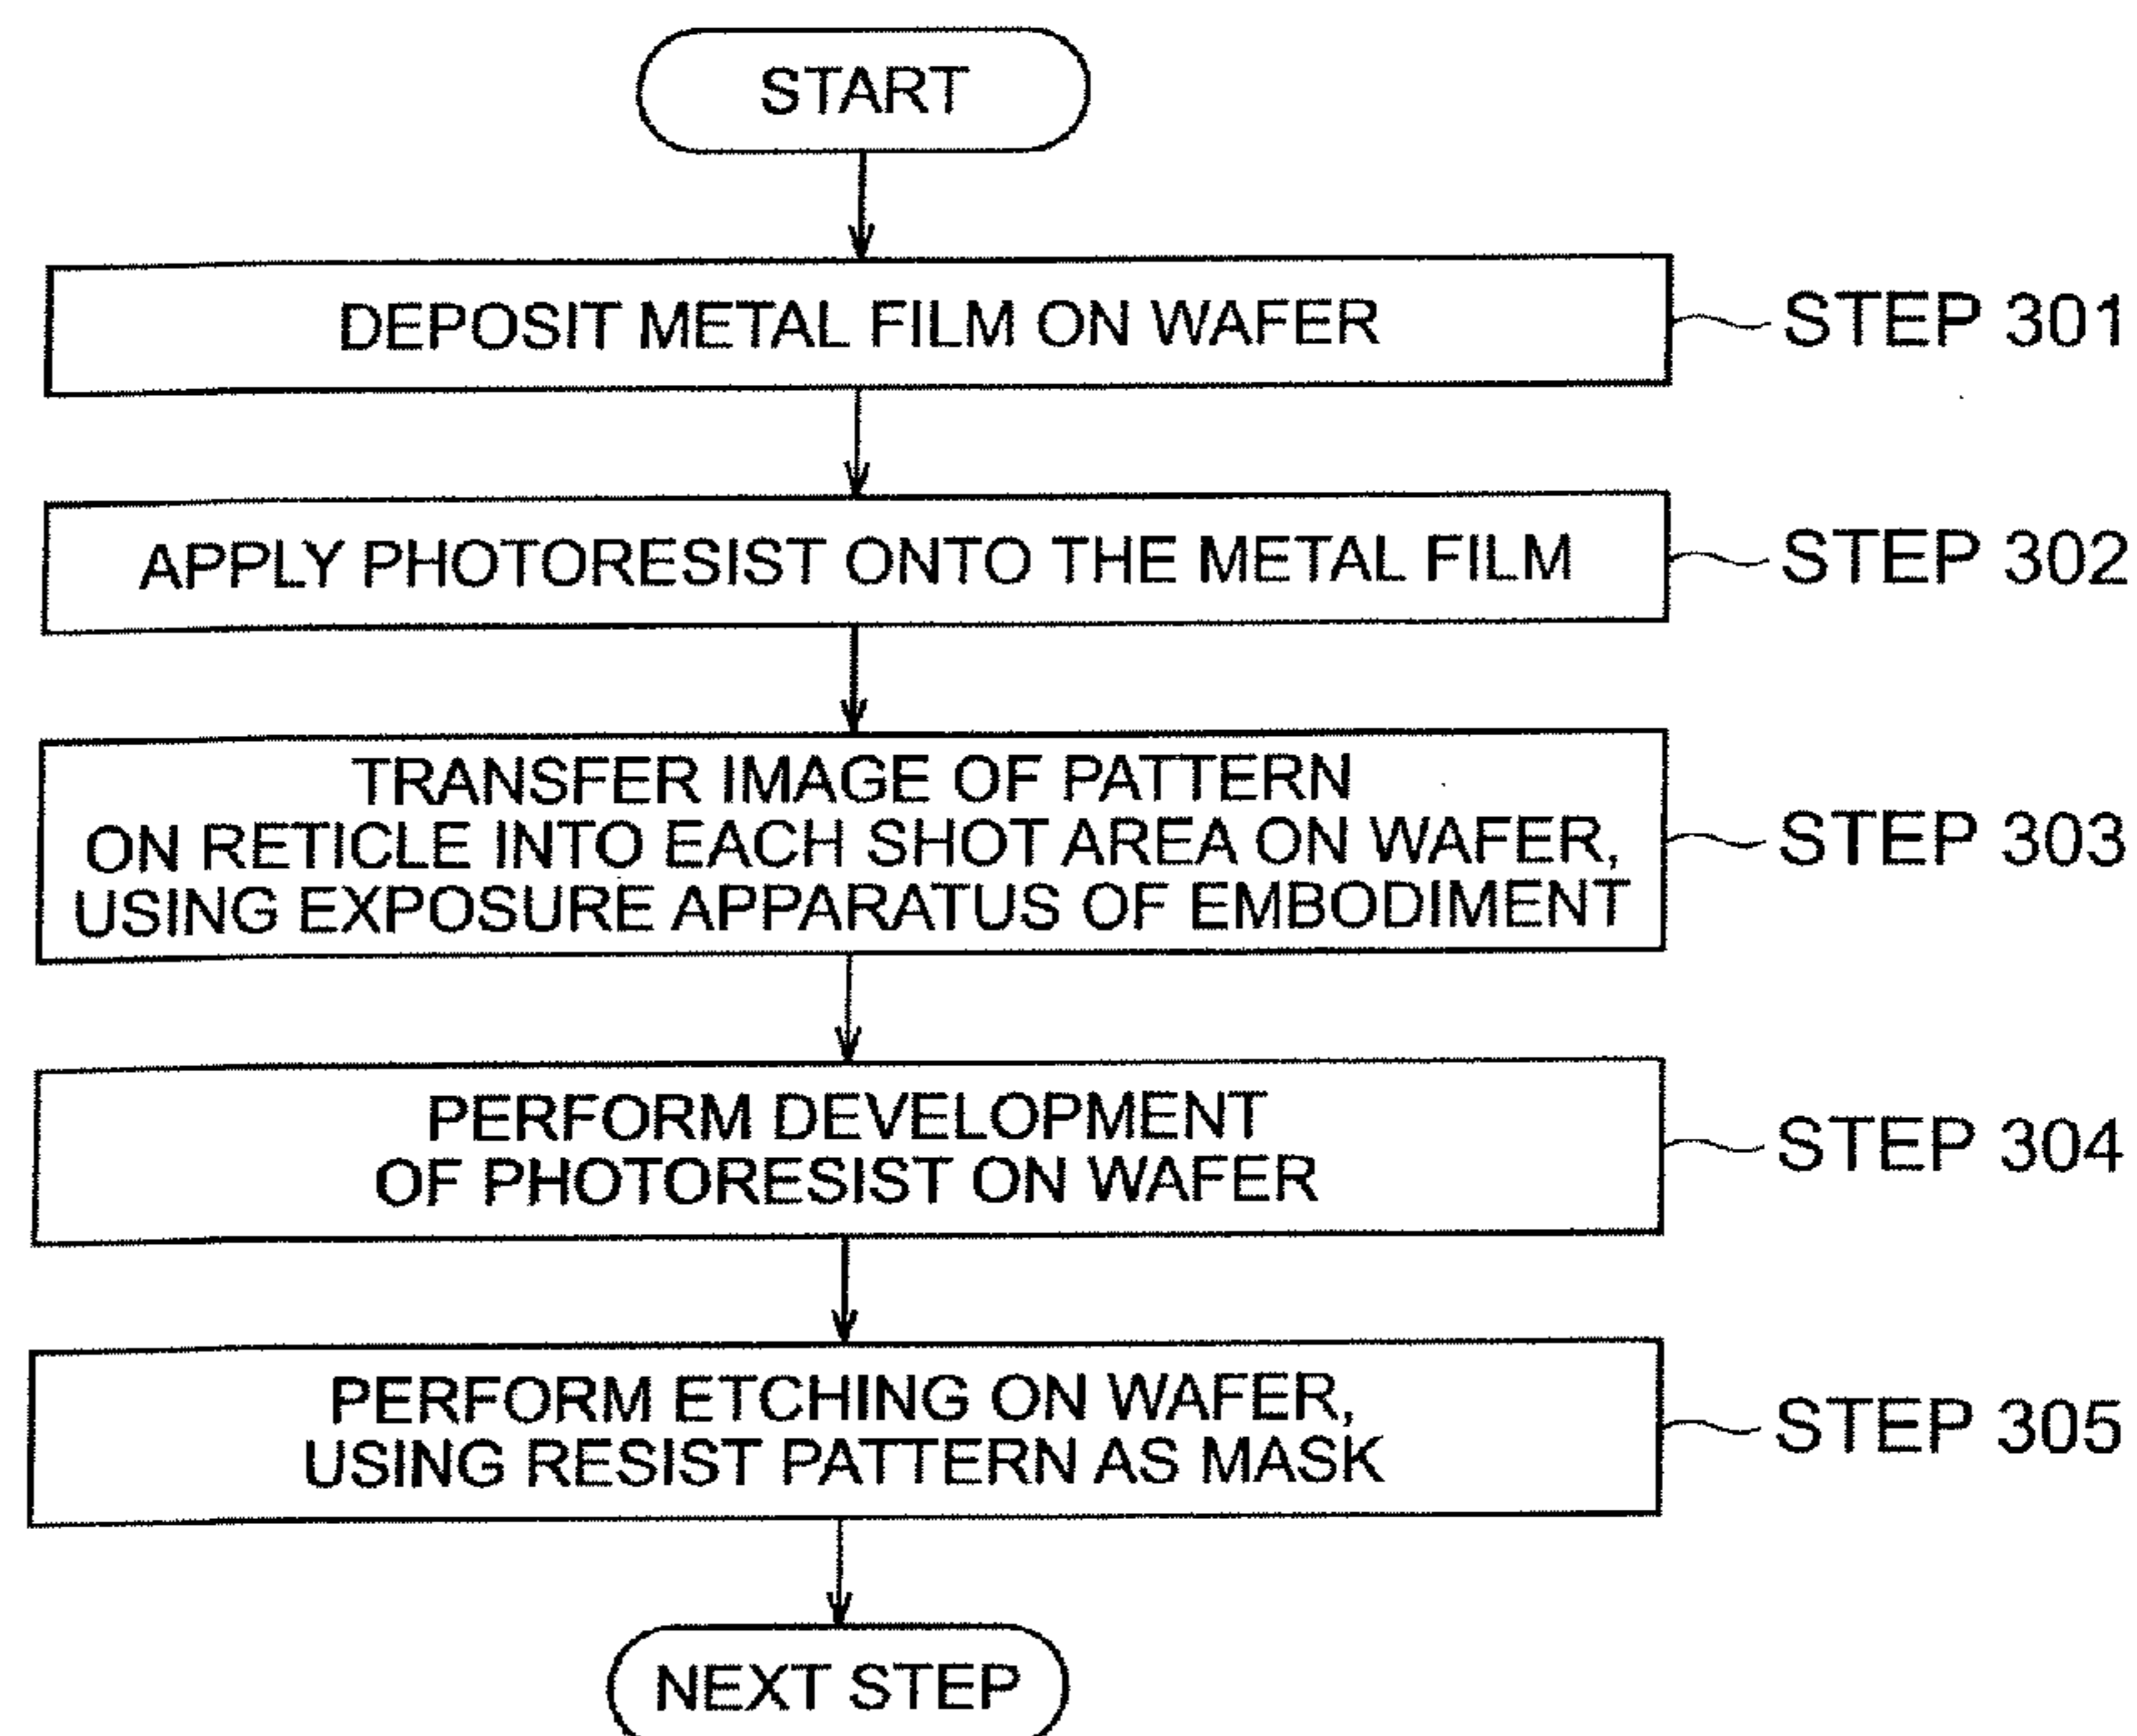 START
DEPOSIT METAL FILM ON WAFER
STEP 301
APPLY PHOTORESIST ONTO THE METAL FILM
STEP 302
TRANSFER IMAGE OF PATTERN
ON RETICLE INTO EACH SHOT AREA ON WAFER,
USING EXPOSURE APPARATUS OF EMBODIMENT
STEP 303
PERFORM DEVELOPMENT
OF PHOTORESIST ON WAFER
STEP 304
PERFORM ETCHING ON WAFER,
USING RESIST PATTERN AS MASK
STEP 305
NEXT STEP